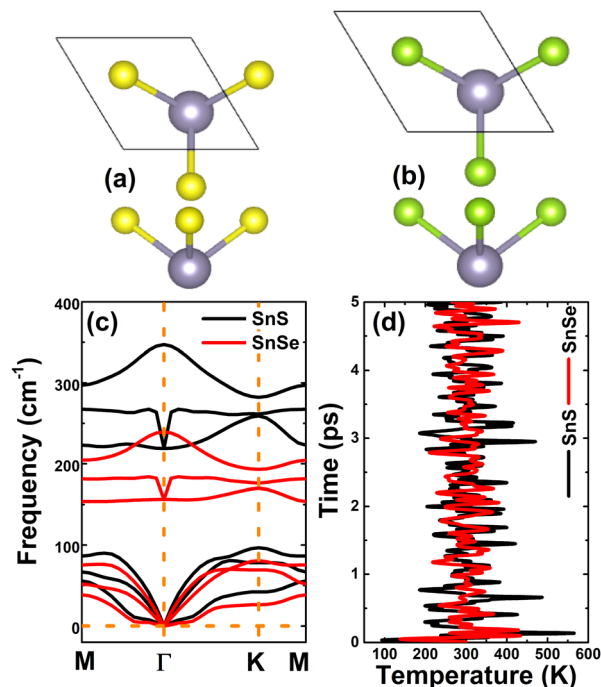 (a)
(b)
(c)
SnS
SnSe
400
300
200
100
0
Frequency (cm⁻¹)
M Γ K M
(d)
SnSe
SnS
5
4
3
2
1
0
Time (ps)
100 200 300 400 500 600
Temperature (K)